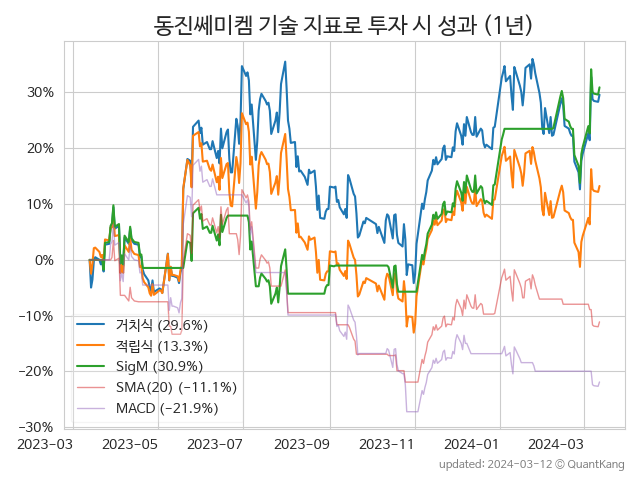 동진쎄미켐 기술 지표로 투자 시 성과 (1년)
30%
20%
10%
0%
−10%
−20%
−30%
거치식 (29.6%)
적립식 (13.3%)
SigM (30.9%)
SMA(20) (−11.1%)
MACD (−21.9%)
2023-03 2023-05 2023-07 2023-09 2023-11 2024-01 2024-03
updated: 2024-03-12 © QuantKang